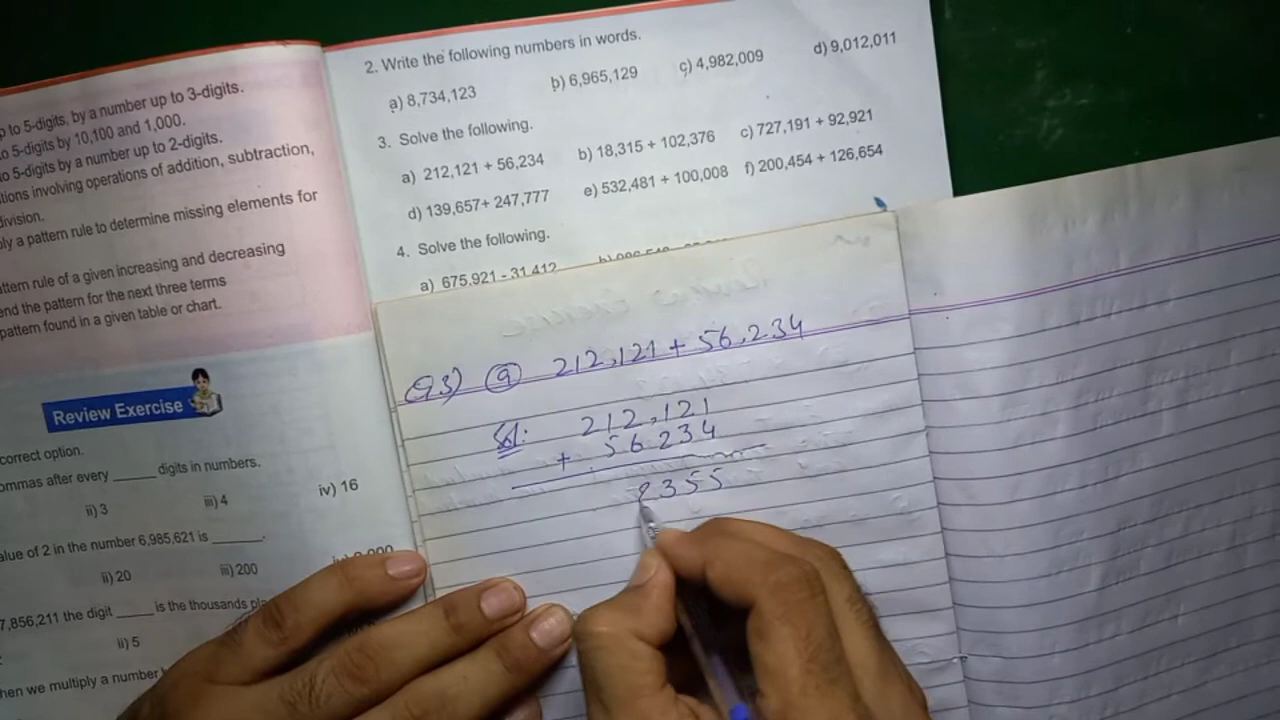 p to 5-digits, by a number up to 3-digits.
o 5-digits by 10,100 and 1,000.
to 5-digits by a number up to 2-digits.
tions involving operations of addition, subtraction,
division.
ply a pattern rule to determine missing elements for
attern rule of a given increasing and decreasing
end the pattern for the next three terms
pattern found in a given table or chart.
Review Exercise
correct option.
ommas after every _____ digits in numbers.
ii) 3 iii) 4 iv) 16
alue of 2 in the number 6,985,621 is ______.
ii) 20 iii) 200
7,856,211 the digit _____ is the thousands pla
ii) 5
hen we multiply a number
2. Write the following numbers in words.
a) 8,734,123 b) 6,965,129 c) 4,982,009 d) 9,012,011
3. Solve the following.
a) 212,121 + 56,234 b) 18,315 + 102,376 c) 727,191 + 92,921
d) 139,657+ 247,777 e) 532,481 + 100,008 f) 200,454 + 126,654
4. Solve the following.
a) 675,921 - 31,412
Q3) a 212,121 + 56,234
Sol: 212,121
+ 56234
8355